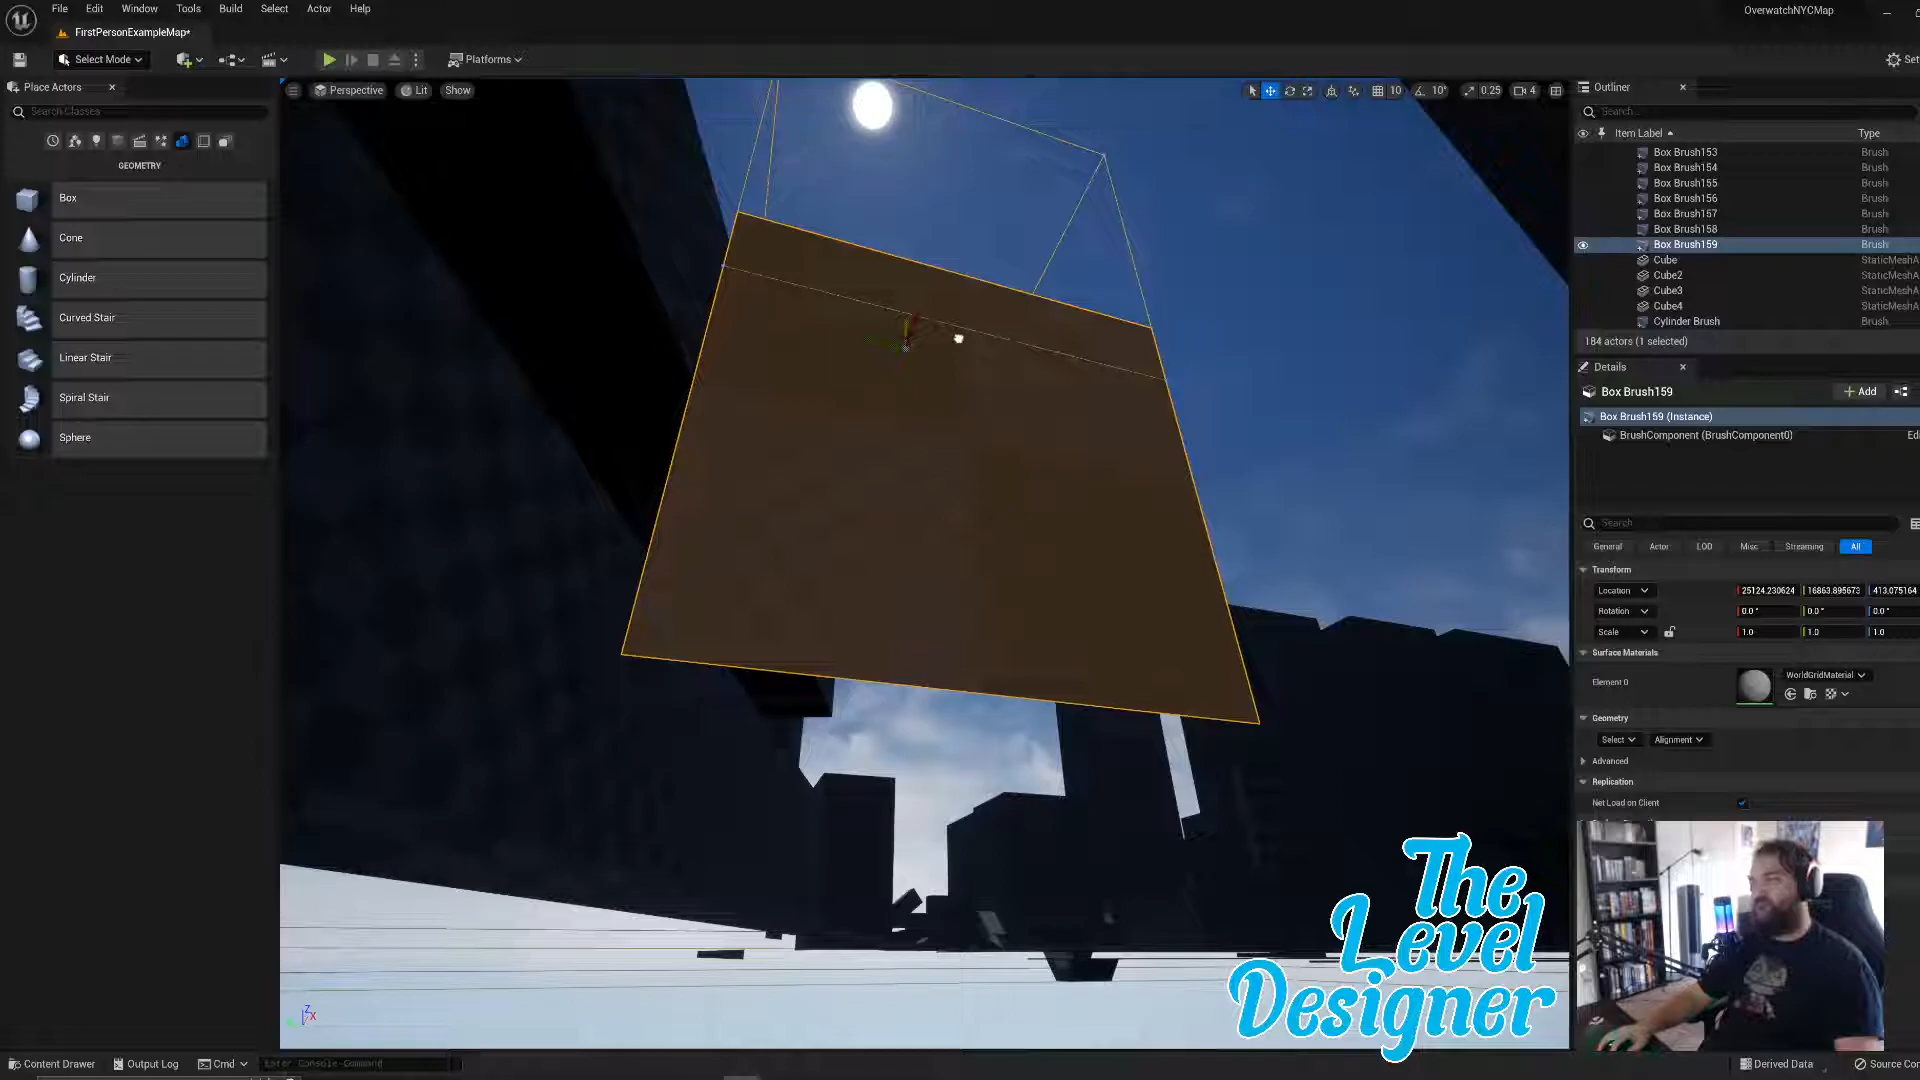 File Edit Window Tools Build Select Actor Help
OverwatchNYCMap
FirstPersonExampleMap*
Select Mode
Platforms
Place Actors
Search Classes
GEOMETRY
Box
Cone
Cylinder
Curved Stair
Linear Stair
Spiral Stair
Sphere
Perspective Lit Show
10 10° 0.25 4
Outliner
Search...
Item Label Type
Box Brush153 Brush
Box Brush154 Brush
Box Brush155 Brush
Box Brush156 Brush
Box Brush157 Brush
Box Brush158 Brush
Box Brush159 Brush
Cube StaticMeshA
Cube2 StaticMeshA
Cube3 StaticMeshA
Cube4 StaticMeshA
Cylinder Brush Brush
184 actors (1 selected)
Details
Box Brush159
+ Add
Box Brush159 (Instance)
BrushComponent (BrushComponent0)
Search
General Actor LOD Misc Streaming All
Transform
Location 25124.230624 16863.895673 413.075164
Rotation 0.0° 0.0° 0.0°
Scale 1.0 1.0 1.0
Surface Materials
Element 0 WorldGridMaterial
Geometry
Select Alignment
Advanced
Replication
Net Load on Client
The
Level
Designer
Z
X
Content Drawer Output Log Cmd Enter Console Command
Derived Data